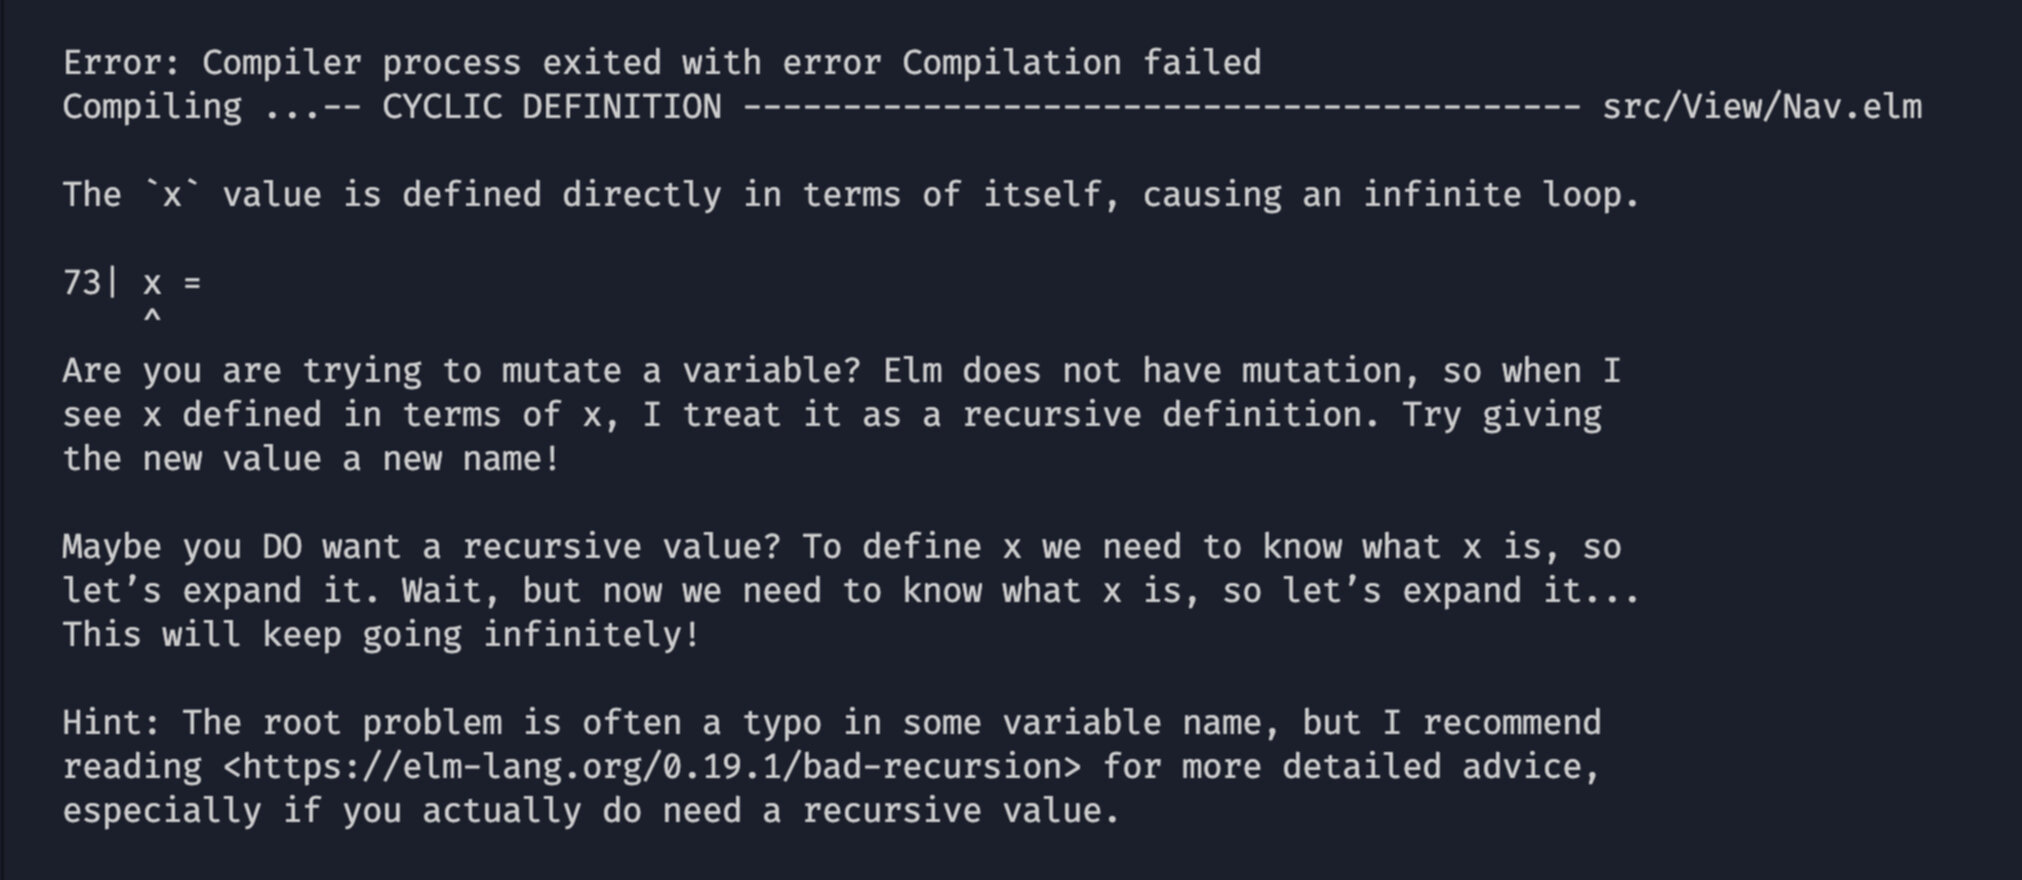 Error: Compiler process exited with error Compilation failed
Compiling ...-- CYCLIC DEFINITION ------------------------------------------ src/View/Nav.elm
The `x` value is defined directly in terms of itself, causing an infinite loop.
73| x =
^
Are you are trying to mutate a variable? Elm does not have mutation, so when I
see x defined in terms of x, I treat it as a recursive definition. Try giving
the new value a new name!
Maybe you DO want a recursive value? To define x we need to know what x is, so
let’s expand it. Wait, but now we need to know what x is, so let’s expand it...
This will keep going infinitely!
Hint: The root problem is often a typo in some variable name, but I recommend
reading <https://elm-lang.org/0.19.1/bad-recursion> for more detailed advice,
especially if you actually do need a recursive value.